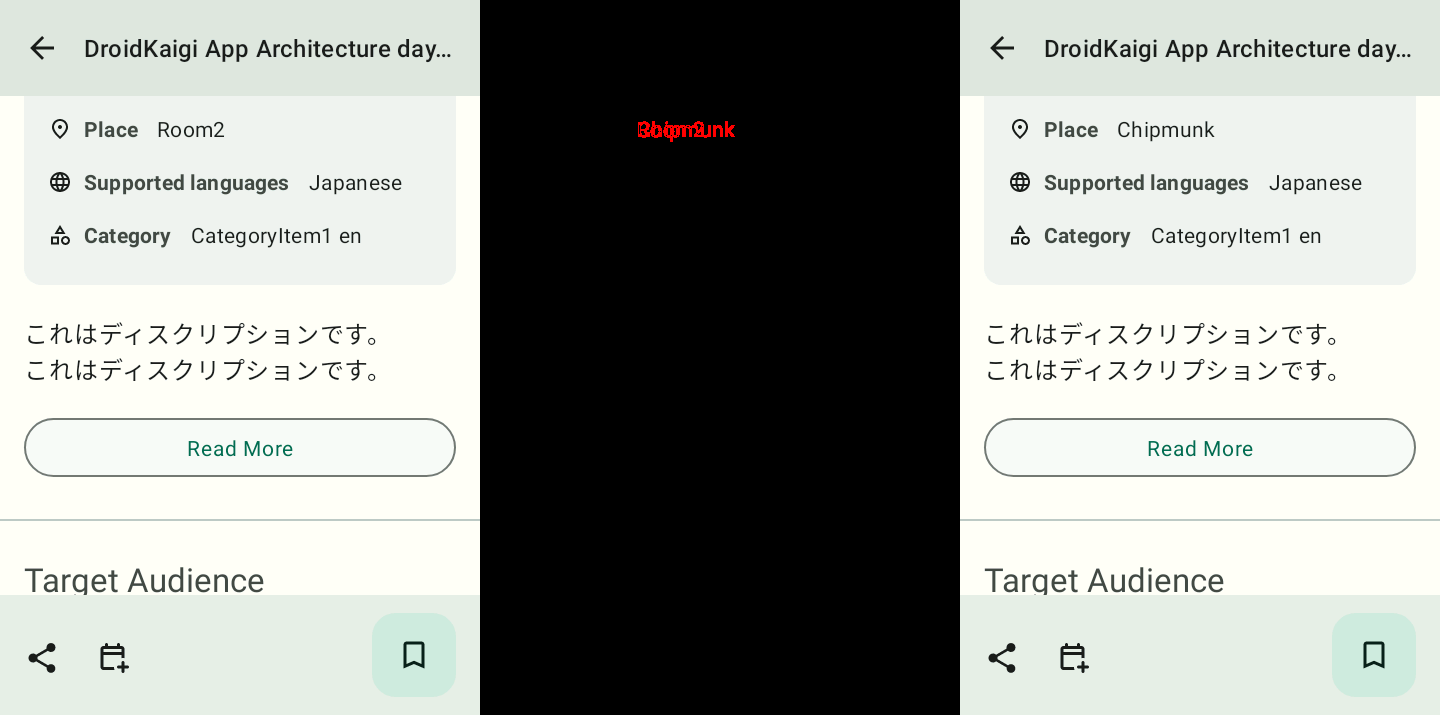 DroidKaigi App Architecture day…
Place Room2
Supported languages Japanese
Category CategoryItem1 en
これはディスクリプションです。
これはディスクリプションです。
Read More
Target Audience
DroidKaigi App Architecture day…
Place Chipmunk
Supported languages Japanese
Category CategoryItem1 en
これはディスクリプションです。
これはディスクリプションです。
Read More
Target Audience